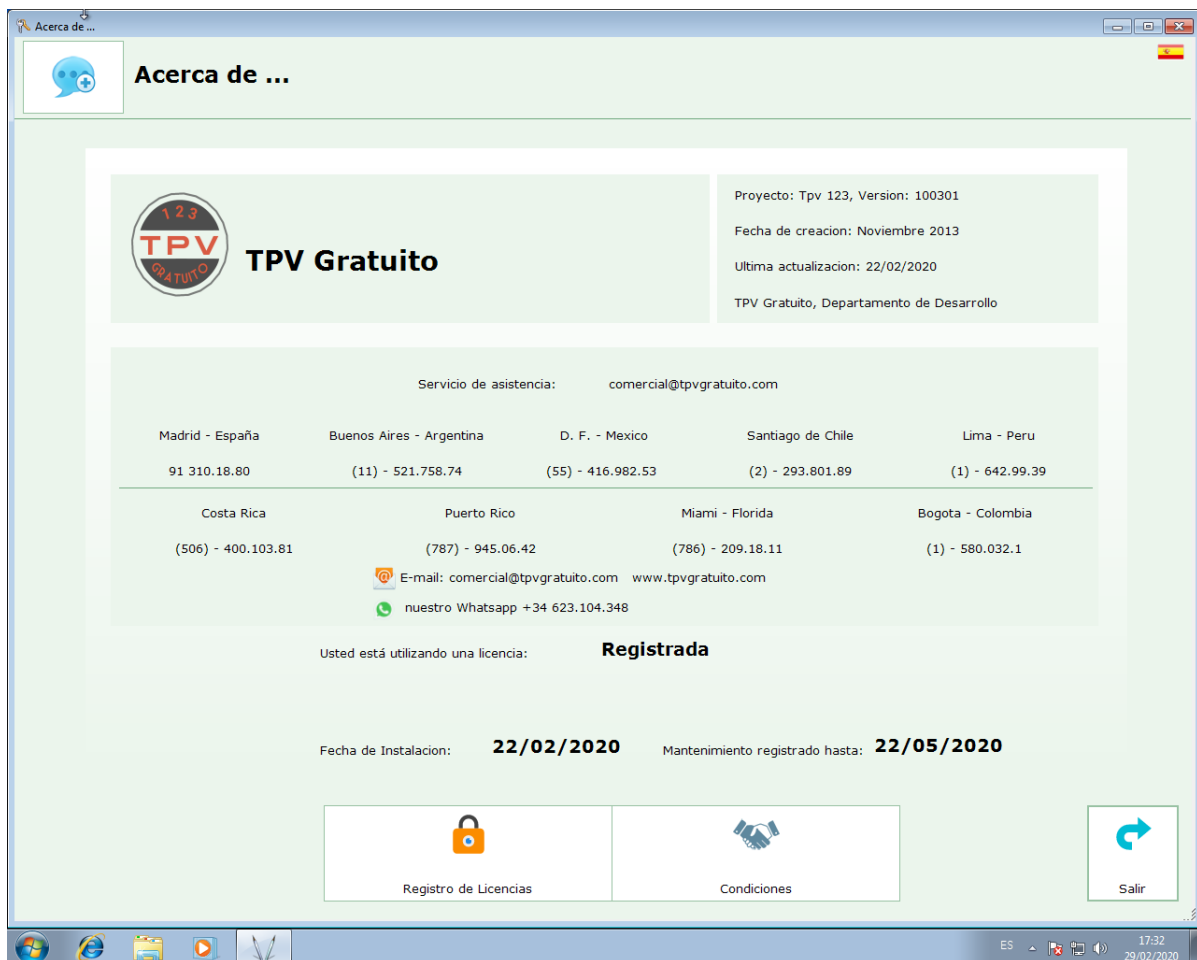 Acerca de ...
Acerca de ...
123
TPV
GRATUITO
TPV Gratuito
Proyecto: Tpv 123, Version: 100301
Fecha de creacion: Noviembre 2013
Ultima actualizacion: 22/02/2020
TPV Gratuito, Departamento de Desarrollo
Servicio de asistencia: comercial@tpvgratuito.com
Madrid - España Buenos Aires - Argentina D. F. - Mexico Santiago de Chile Lima - Peru
91 310.18.80 (11) - 521.758.74 (55) - 416.982.53 (2) - 293.801.89 (1) - 642.99.39
Costa Rica Puerto Rico Miami - Florida Bogota - Colombia
(506) - 400.103.81 (787) - 945.06.42 (786) - 209.18.11 (1) - 580.032.1
E-mail: comercial@tpvgratuito.com www.tpvgratuito.com
nuestro Whatsapp +34 623.104.348
Usted está utilizando una licencia: Registrada
Fecha de Instalacion: 22/02/2020 Mantenimiento registrado hasta: 22/05/2020
Registro de Licencias Condiciones Salir
ES 17:32
29/02/2020